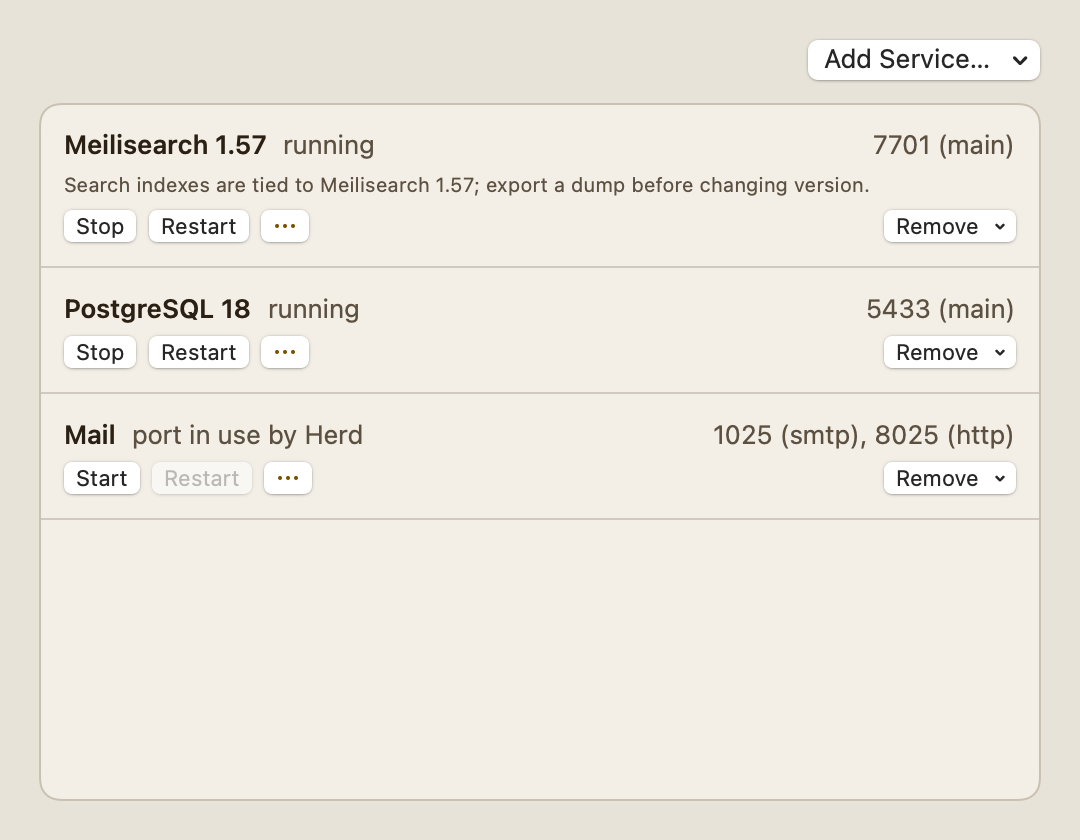 Add Service...
Meilisearch 1.57 running 7701 (main)
Search indexes are tied to Meilisearch 1.57; export a dump before changing version.
Stop Restart ... Remove
PostgreSQL 18 running 5433 (main)
Stop Restart ... Remove
Mail port in use by Herd 1025 (smtp), 8025 (http)
Start Restart ... Remove